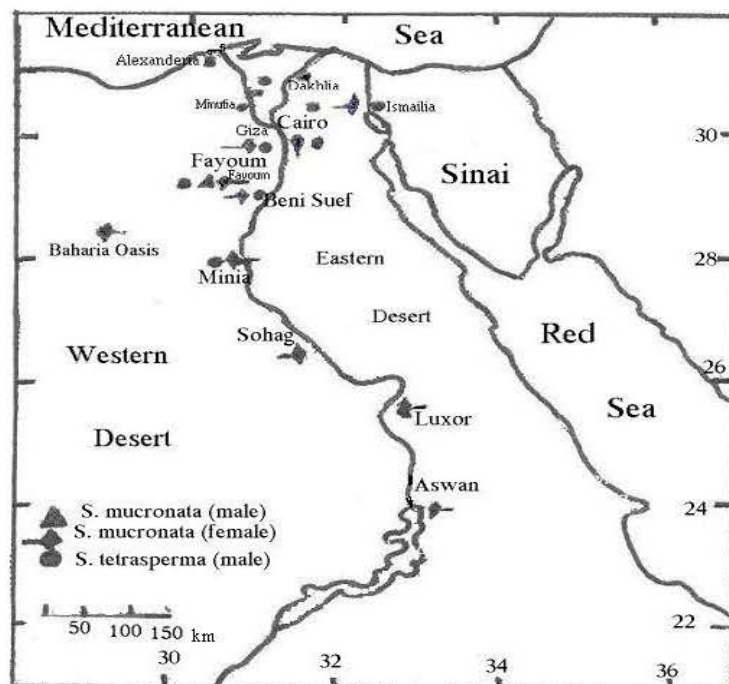 Mediterranean
Sea
Alexanderia
Dakhlia
Minufia
Ismailia
Cairo
Giza
30
Fayoum
Fayoum
Sinai
Beni Suef
Baharia Oasis
Eastern
28
Minia
Desert
Sohag
Red
Western
26
Sea
Luxor
Desert
Aswan
S. mucronata (male)
24
S. mucronata (female)
S. tetrasperma (male)
50 100 150 km
22
30 32 34 36